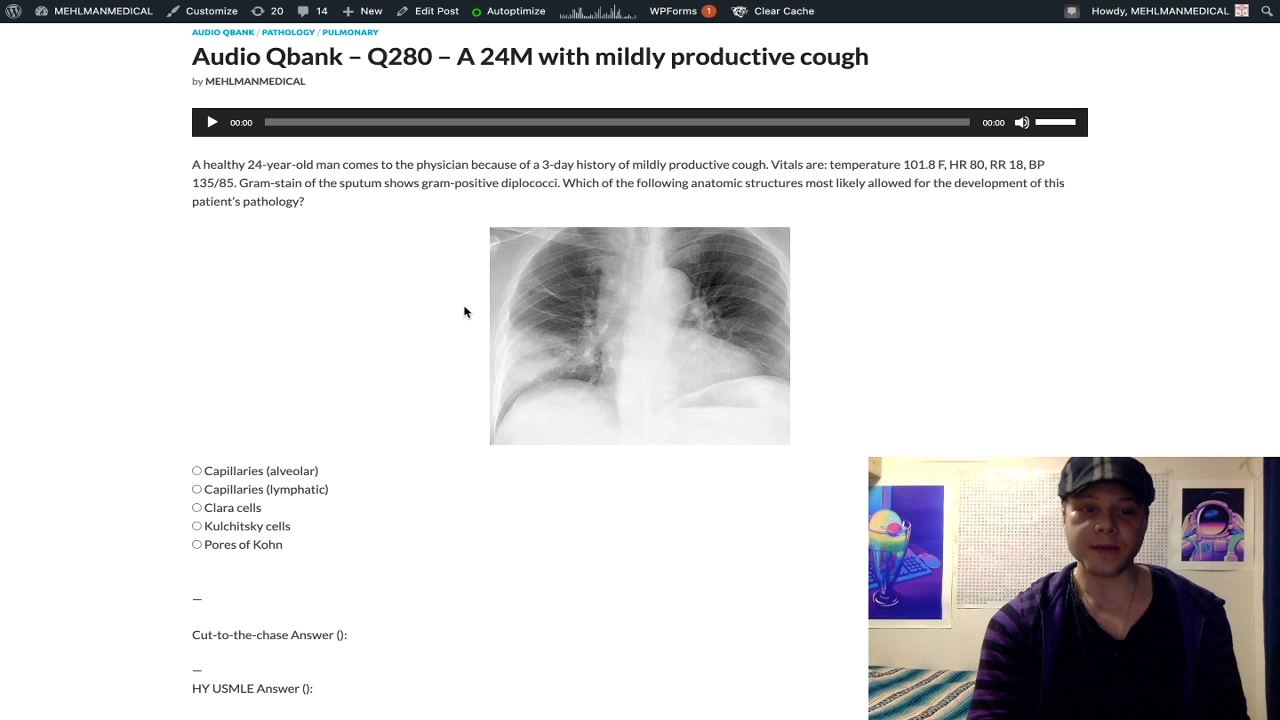 MEHLMANMEDICAL Customize 20 14 New Edit Post Autoptimize WPForms 1 Clear Cache Howdy, MEHLMANMEDICAL
AUDIO QBANK / PATHOLOGY / PULMONARY
Audio Qbank – Q280 – A 24M with mildly productive cough
by MEHLMANMEDICAL
00:00 00:00
A healthy 24-year-old man comes to the physician because of a 3-day history of mildly productive cough. Vitals are: temperature 101.8 F, HR 80, RR 18, BP
135/85. Gram-stain of the sputum shows gram-positive diplococci. Which of the following anatomic structures most likely allowed for the development of this
patient's pathology?
Capillaries (alveolar)
Capillaries (lymphatic)
Clara cells
Kulchitsky cells
Pores of Kohn
—
Cut-to-the-chase Answer ():
—
HY USMLE Answer ():